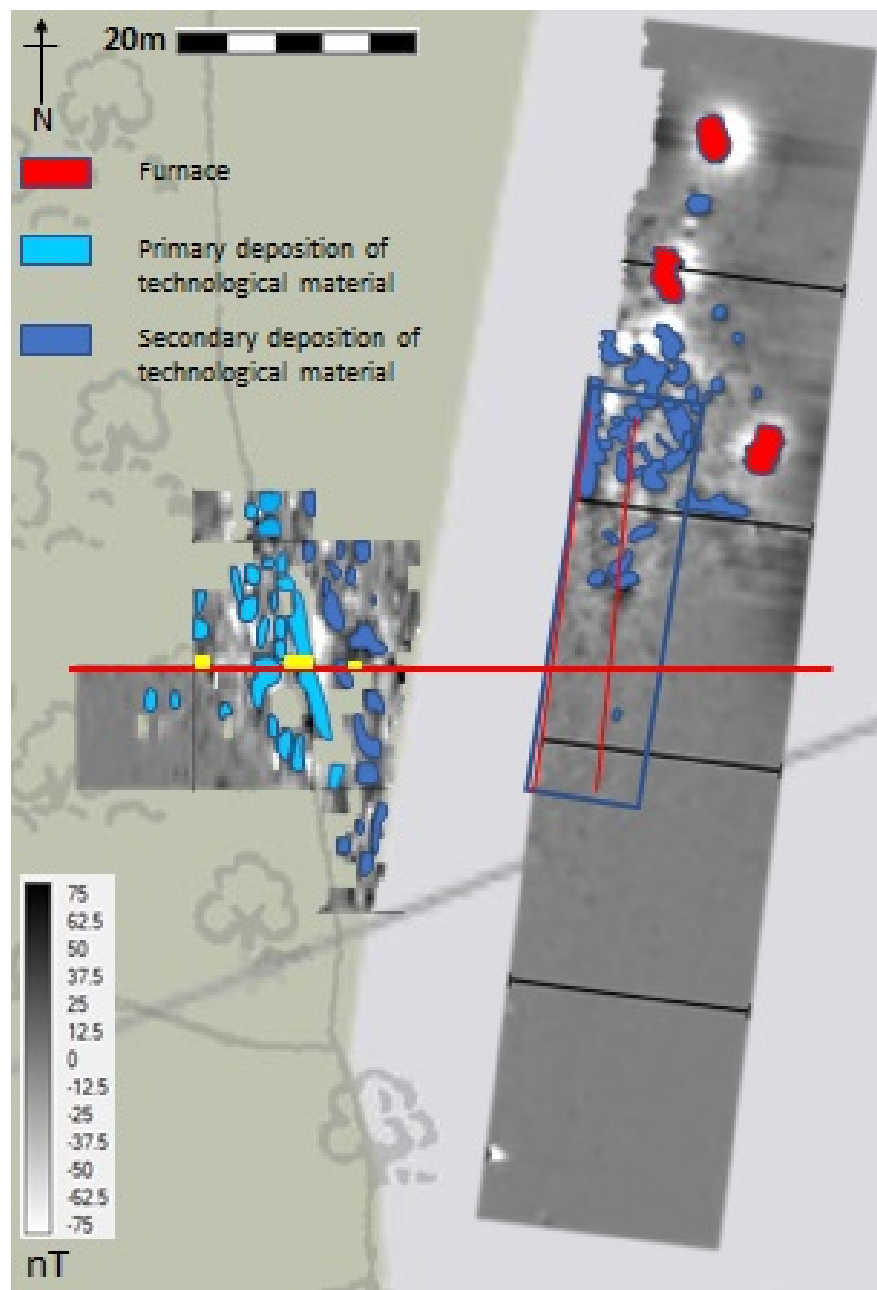 20m
N
Furnace
Primary deposition of
technological material
Secondary deposition of
technological material
75
62.5
50
37.5
25
12.5
0
-12.5
-25
-37.5
-50
-62.5
-75
nT